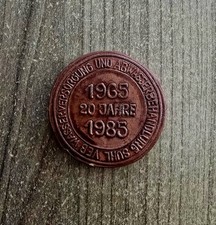 VEB WASSERVERSORGUNG UND ABWASSERBEHANDLUNG SUHL
1965
20 JAHRE
1985